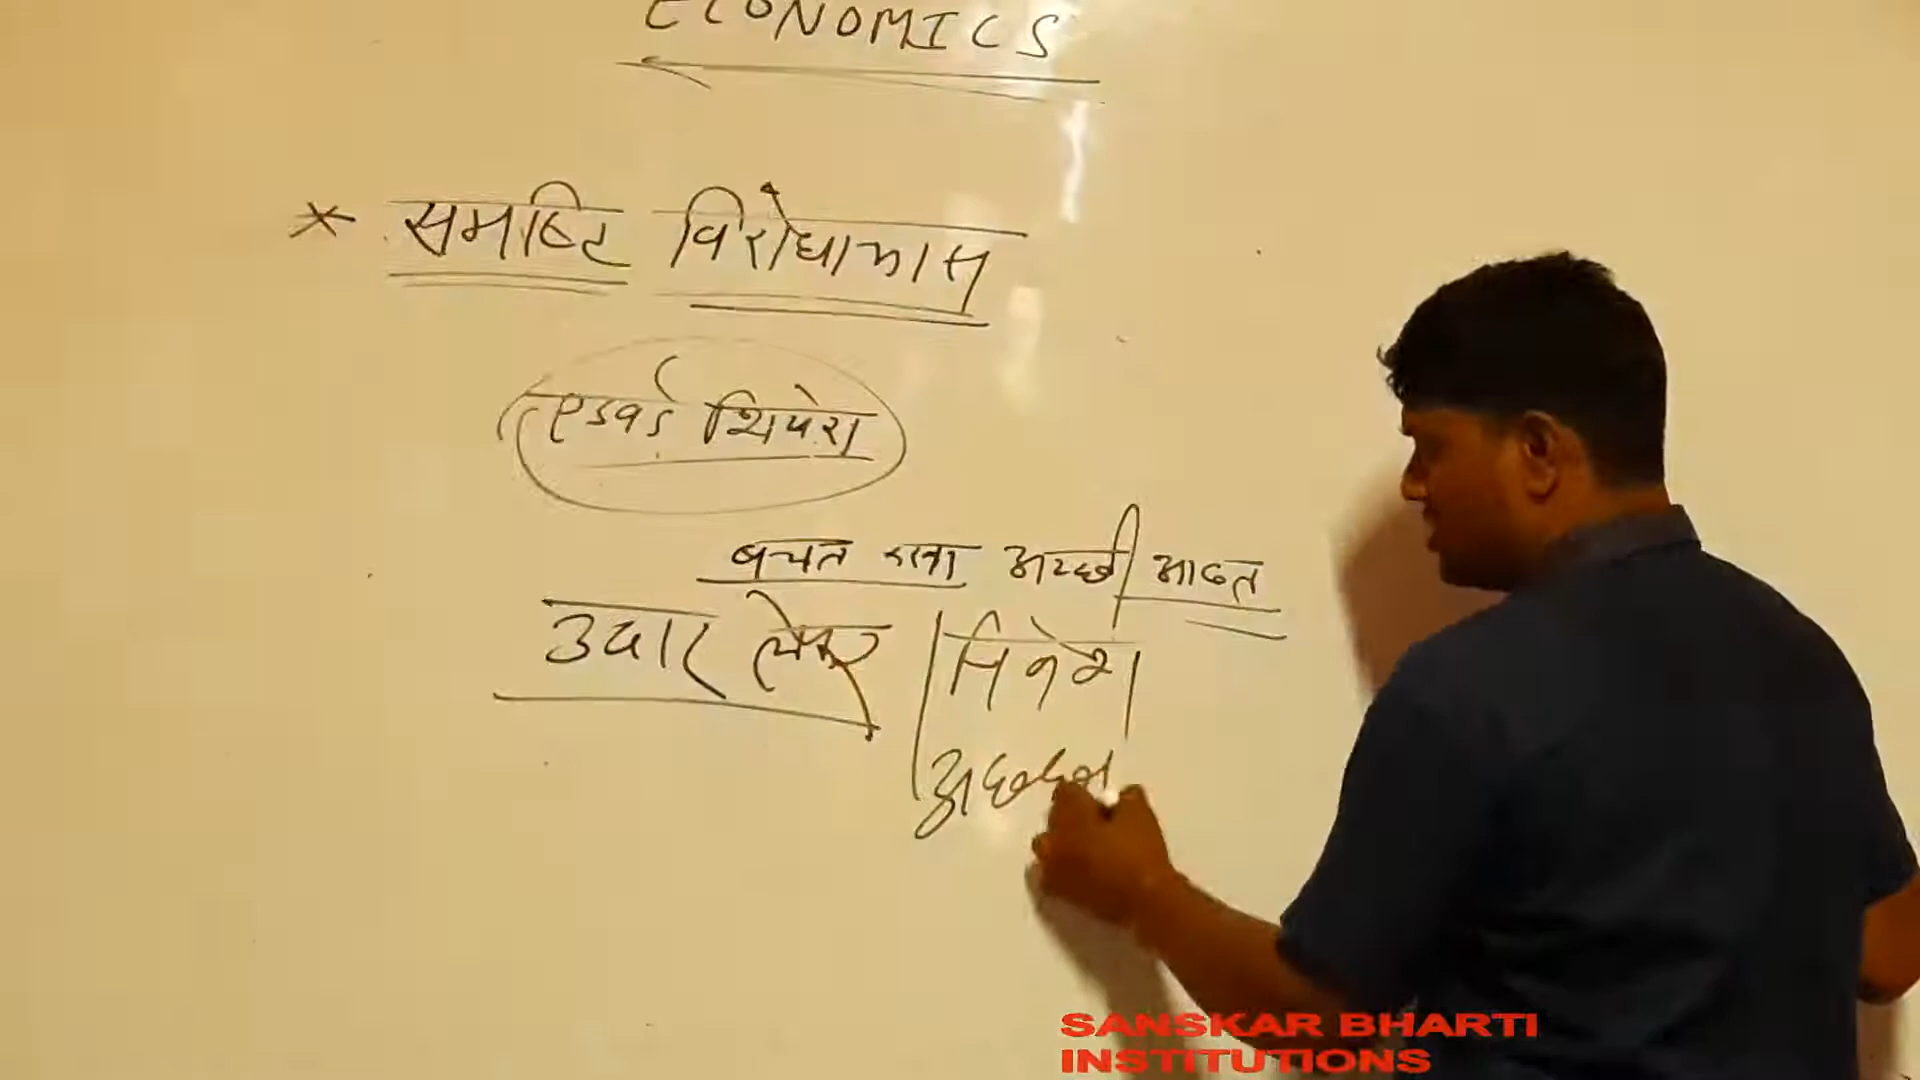 ECONOMICS
* समष्टि विरोधाभास
एडवर्ड शेपिरो
बचत करना अच्छी आदत
उधार लेकर निवेश
SANSKAR BHARTI
INSTITUTIONS